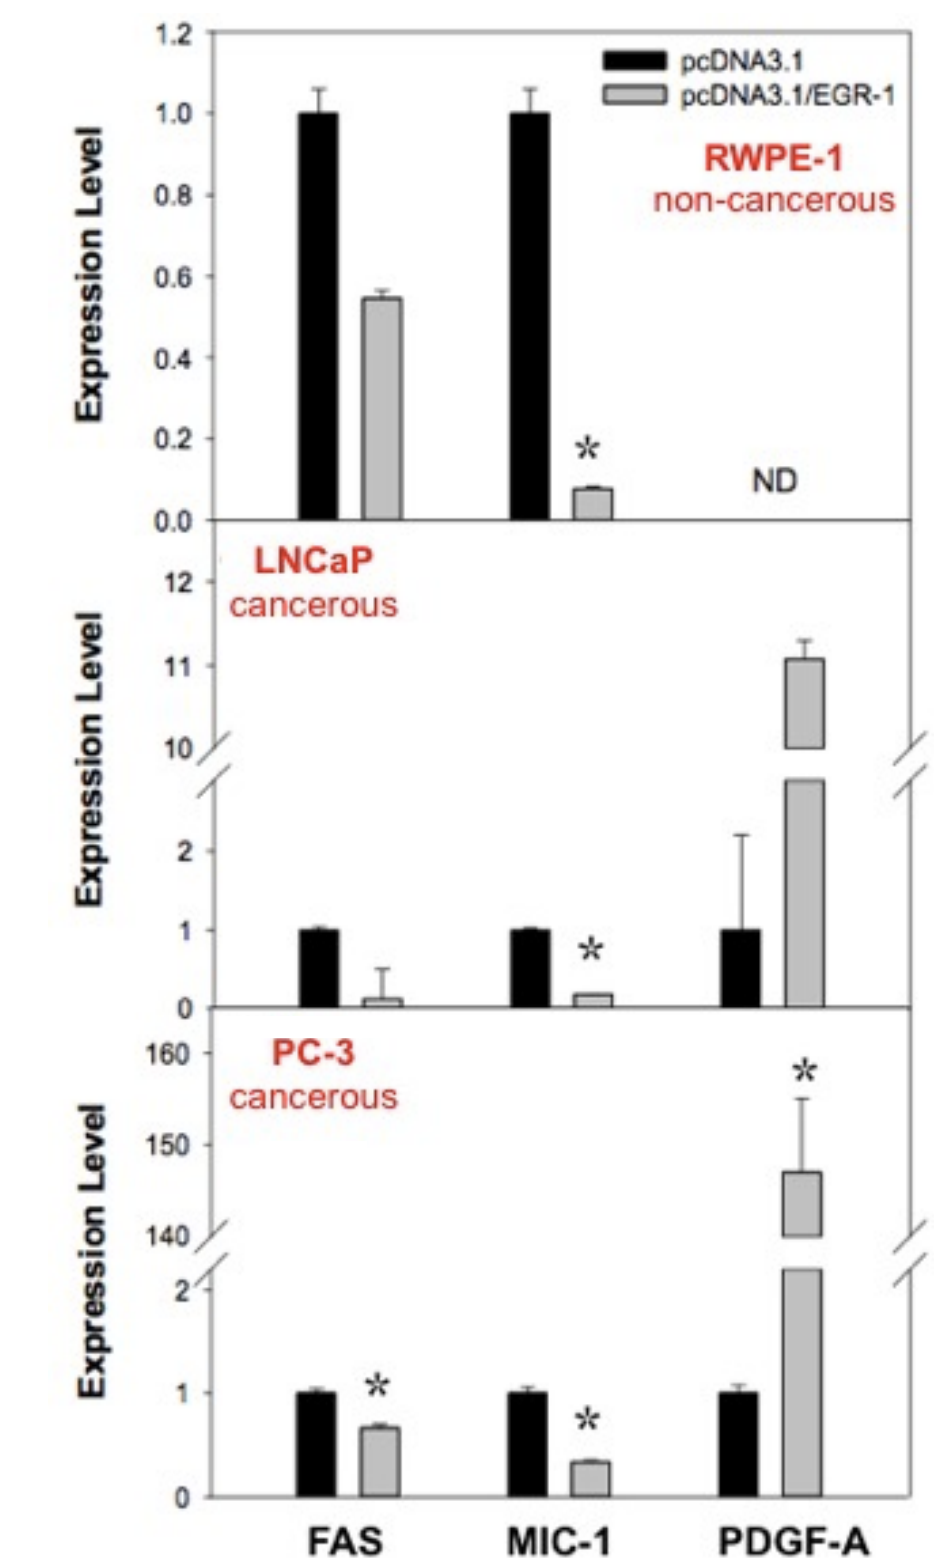 1.2
pcDNA3.1
pcDNA3.1/EGR-1
1.0
RWPE-1
non-cancerous
0.8
0.6
0.4
0.2
*
ND
0.0
Expression Level
LNCaP
cancerous
12
11
10
2
1
*
0
Expression Level
PC-3
cancerous
160
*
150
140
2
*
1
*
0
Expression Level
FAS MIC-1 PDGF-A